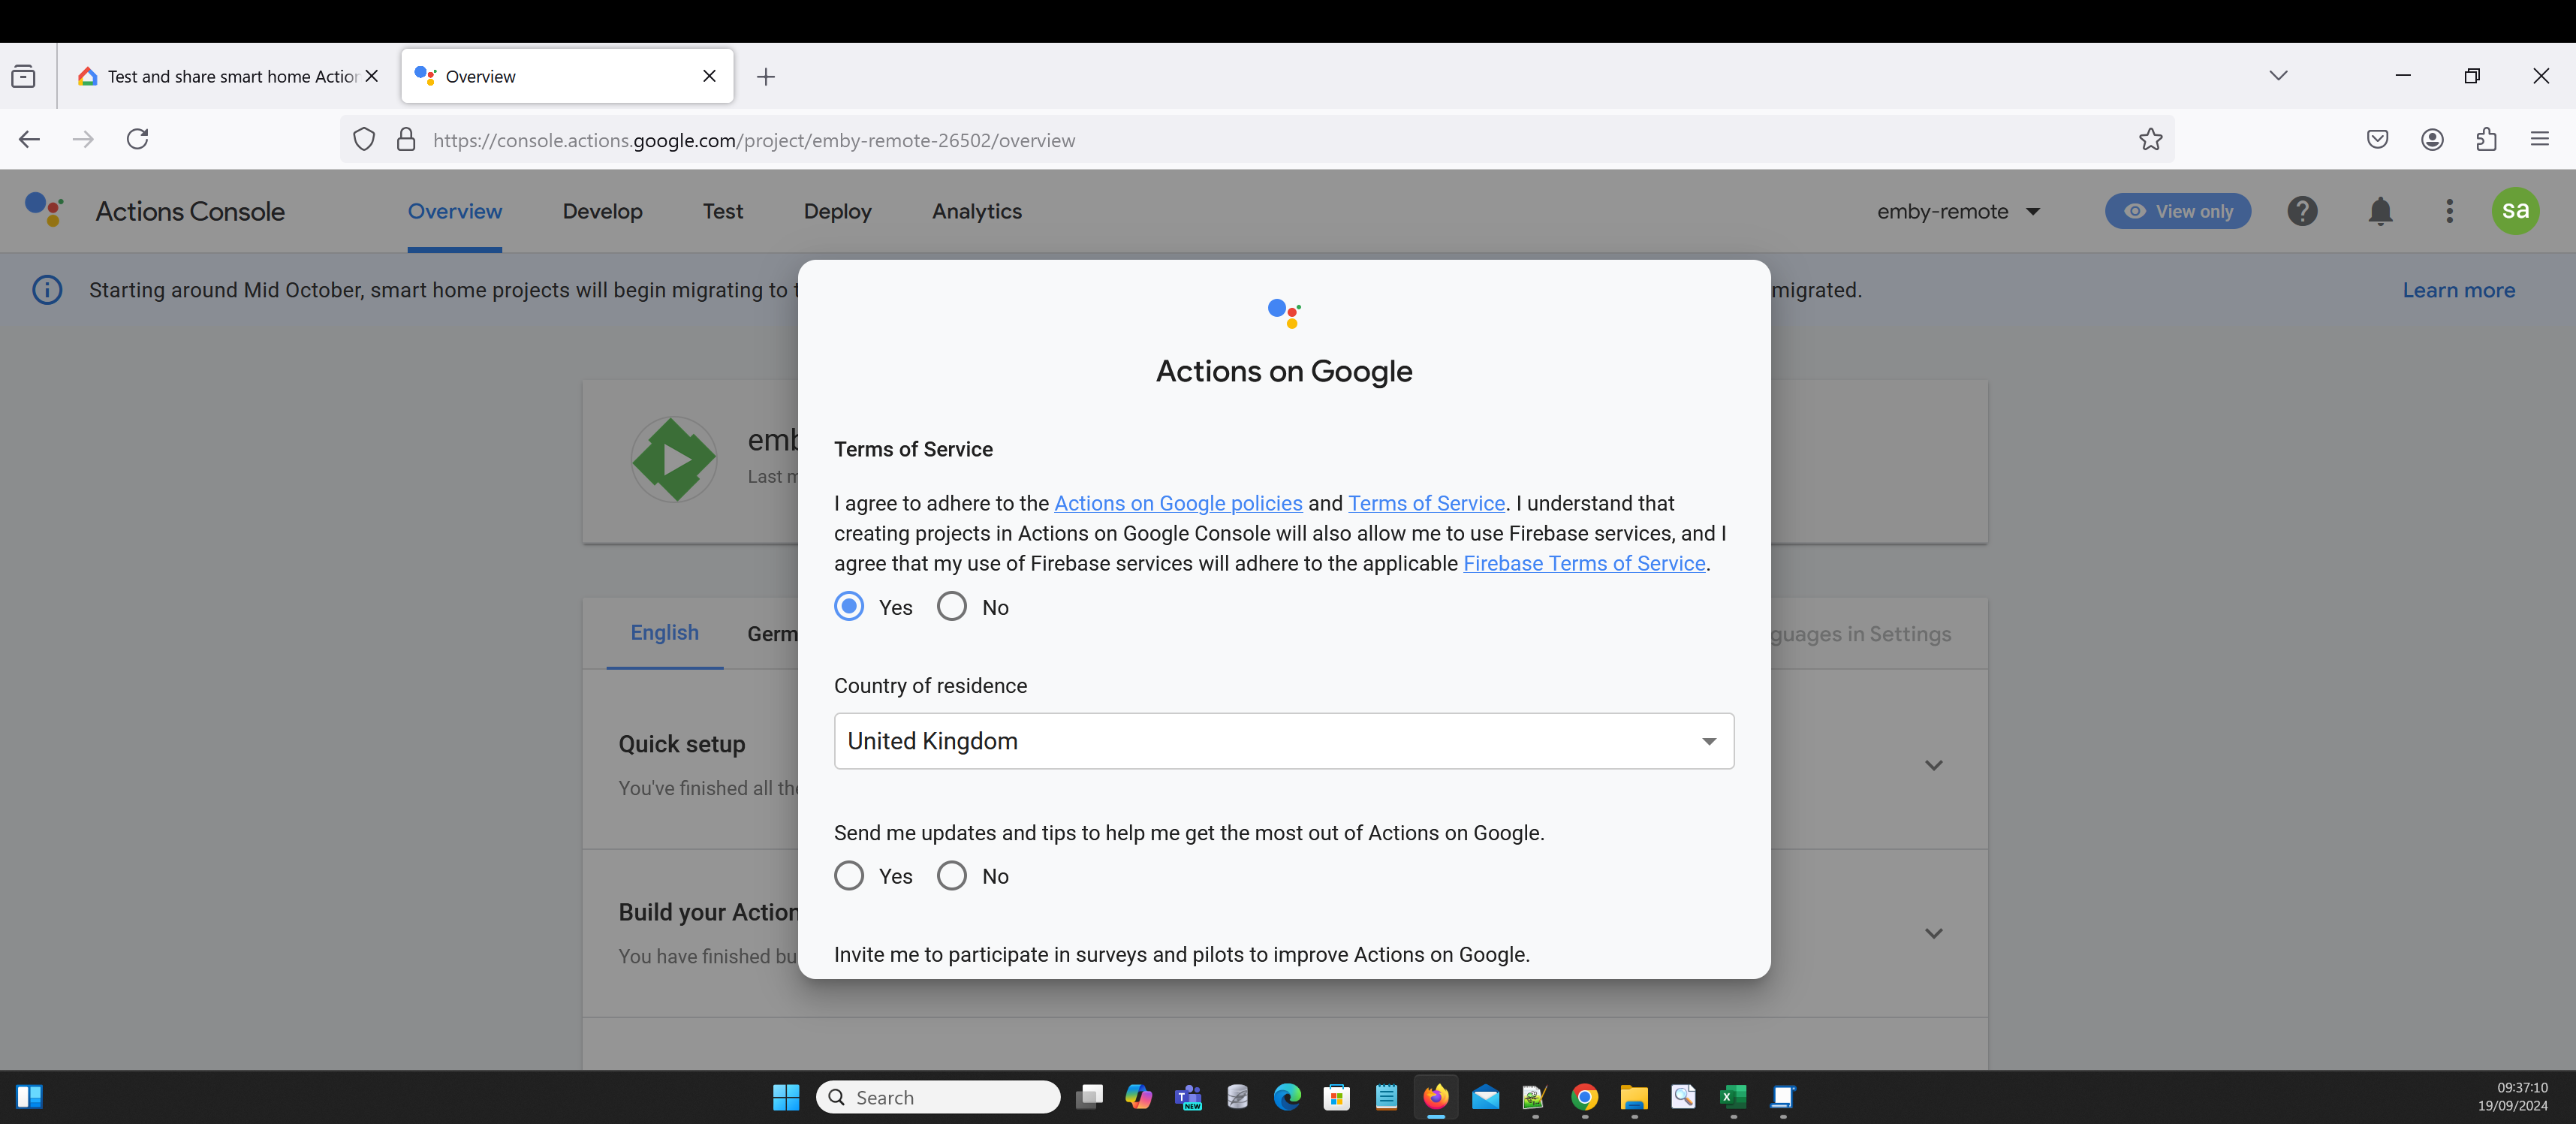 Test and share smart home Action
Overview
https://console.actions.google.com/project/emby-remote-26502/overview
Actions Console
Overview
Develop
Test
Deploy
Analytics
emby-remote
View only
sa
Starting around Mid October, smart home projects will begin migrating to t
migrated.
Learn more
emb
Last m
English
Germ
guages in Settings
Quick setup
You've finished all the
Build your Action
You have finished bu
Actions on Google
Terms of Service
I agree to adhere to the Actions on Google policies and Terms of Service. I understand that
creating projects in Actions on Google Console will also allow me to use Firebase services, and I
agree that my use of Firebase services will adhere to the applicable Firebase Terms of Service.
Yes
No
Country of residence
United Kingdom
Send me updates and tips to help me get the most out of Actions on Google.
Yes
No
Invite me to participate in surveys and pilots to improve Actions on Google.
Search
NEW
09:37:10
19/09/2024